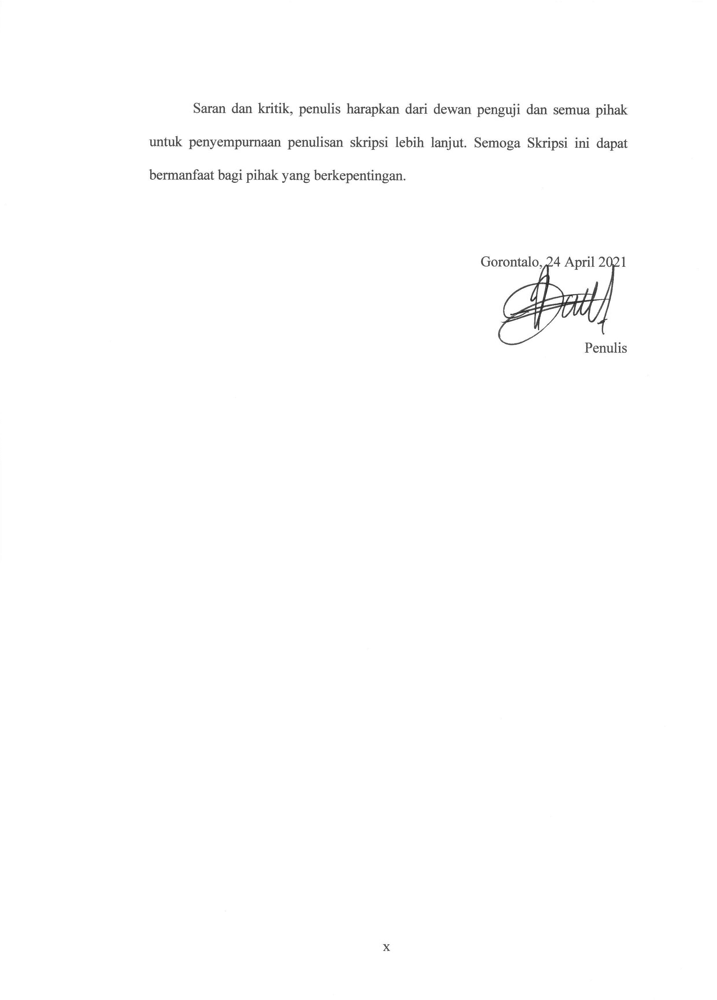 Saran dan kritik, penulis harapkan dari dewan penguji dan semua pihak
untuk penyempurnaan penulisan skripsi lebih lanjut. Semoga Skripsi ini dapat
bermanfaat bagi pihak yang berkepentingan.
Gorontalo, 24 April 2021
Penulis
x